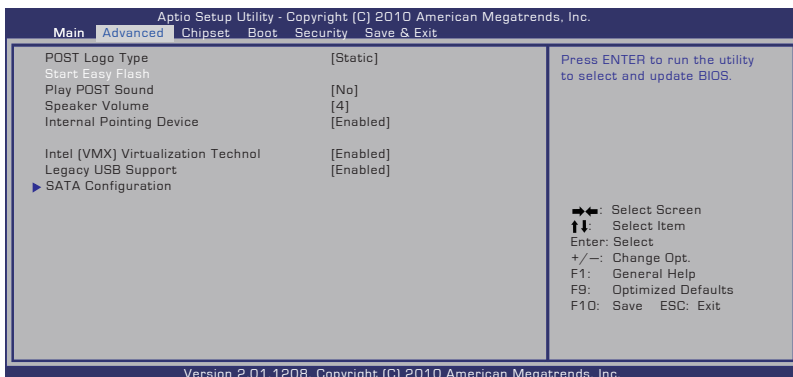 Aptio Setup Utility - Copyright (C) 2010 American Megatrends, Inc.
Main Advanced Chipset Boot Security Save & Exit
POST Logo Type [Static]
Start Easy Flash
Play POST Sound [No]
Speaker Volume [4]
Internal Pointing Device [Enabled]
Intel (VMX) Virtualization Technol [Enabled]
Legacy USB Support [Enabled]
SATA Configuration
Press ENTER to run the utility
to select and update BIOS.
→←: Select Screen
↑↓: Select Item
Enter: Select
+/—: Change Opt.
F1: General Help
F9: Optimized Defaults
F10: Save ESC: Exit
Version 2.01.1208. Copyright (C) 2010 American Megatrends, Inc.